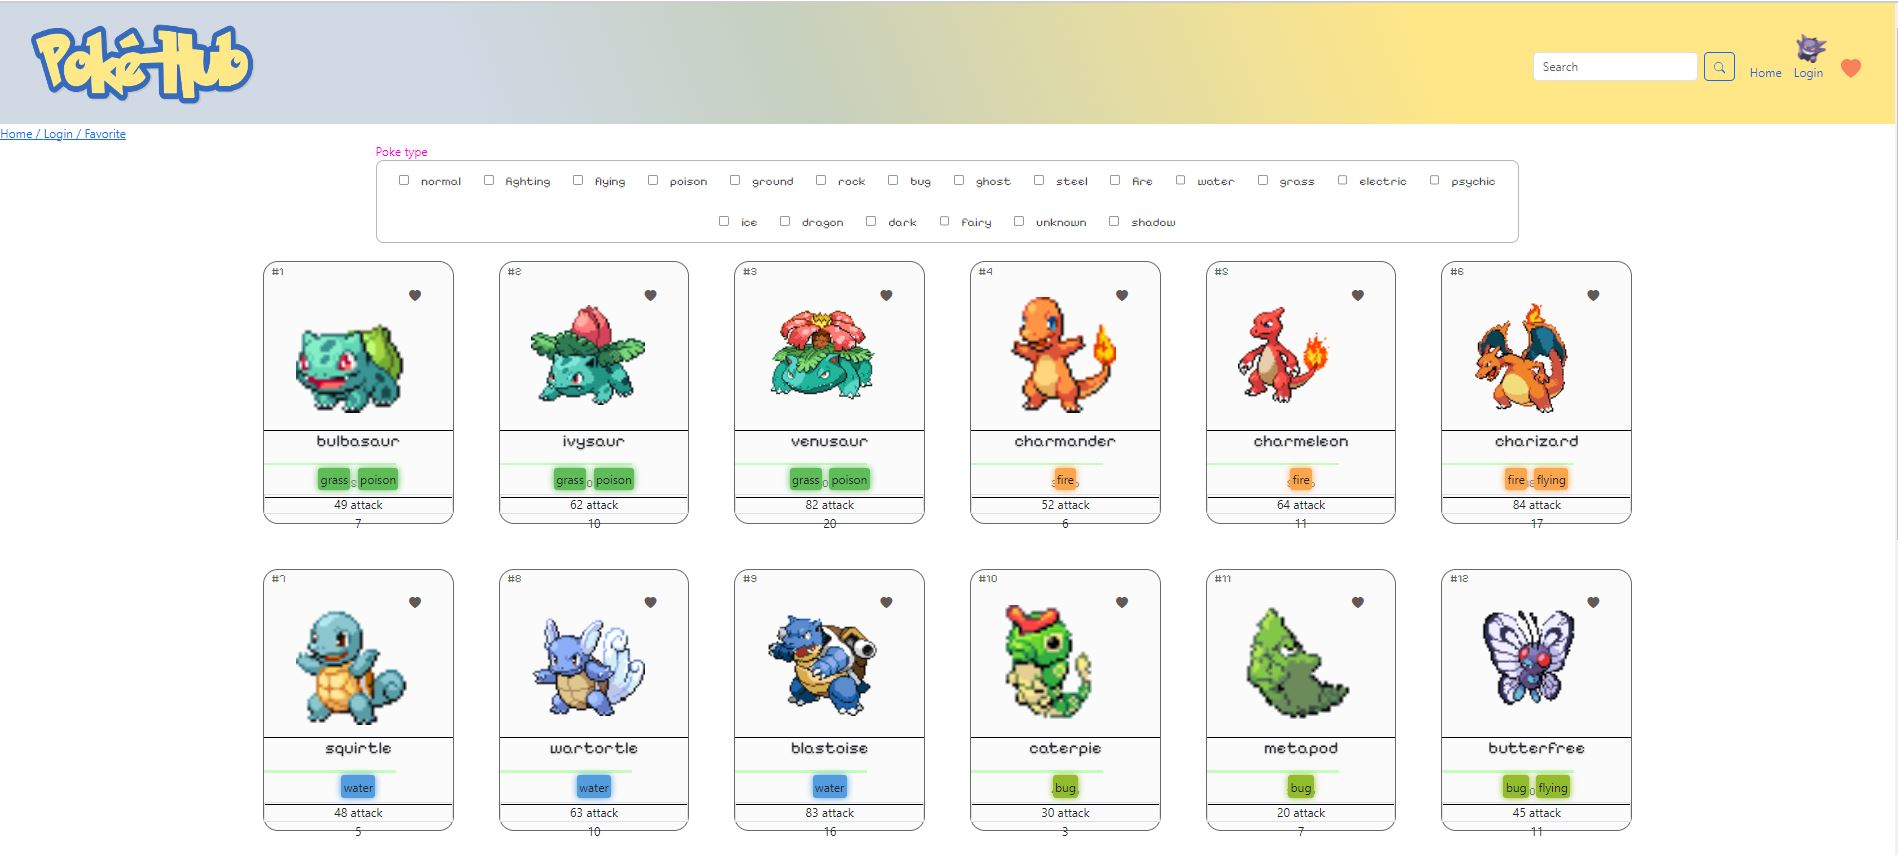 Poké-Hub
Search
Home Login
Home / Login / Favorite
Poke type
normal fighting flying poison ground rock bug ghost steel fire water grass electric psychic
ice dragon dark fairy unknown shadow
#1 #2 #3 #4 #5 #6
bulbasaur ivysaur venusaur charmander charmeleon charizard
grass poison grass poison grass poison fire fire fire flying
49 attack 62 attack 82 attack 52 attack 64 attack 84 attack
7 10 20 6 11 17
#7 #8 #9 #10 #11 #12
squirtle wartortle blastoise caterpie metapod butterfree
water water water bug bug bug flying
48 attack 63 attack 83 attack 30 attack 20 attack 45 attack
5 10 16 3 7 11